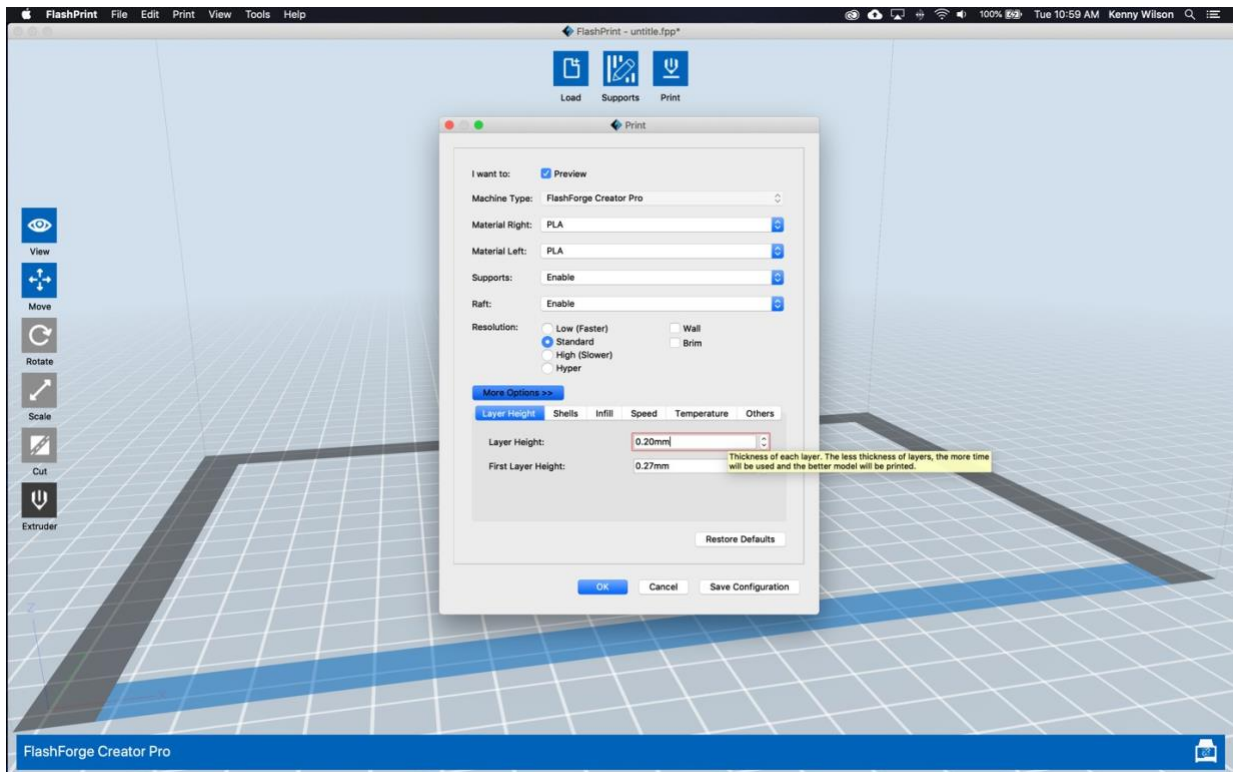 FlashPrint File Edit Print View Tools Help 100% Tue 10:59 AM Kenny Wilson
FlashPrint - untitle.fpp*
Load Supports Print
Print
I want to: Preview
Machine Type: FlashForge Creator Pro
Material Right: PLA
Material Left: PLA
Supports: Enable
Raft: Enable
Resolution: Low (Faster) Wall
Standard Brim
High (Slower)
Hyper
More Options >>
Layer Height Shells Infill Speed Temperature Others
Layer Height: 0.20mm
First Layer Height: 0.27mm
Thickness of each layer. The less thickness of layers, the more time
will be used and the better model will be printed.
Restore Defaults
OK Cancel Save Configuration
View
Move
Rotate
Scale
Cut
Extruder
Z
FlashForge Creator Pro